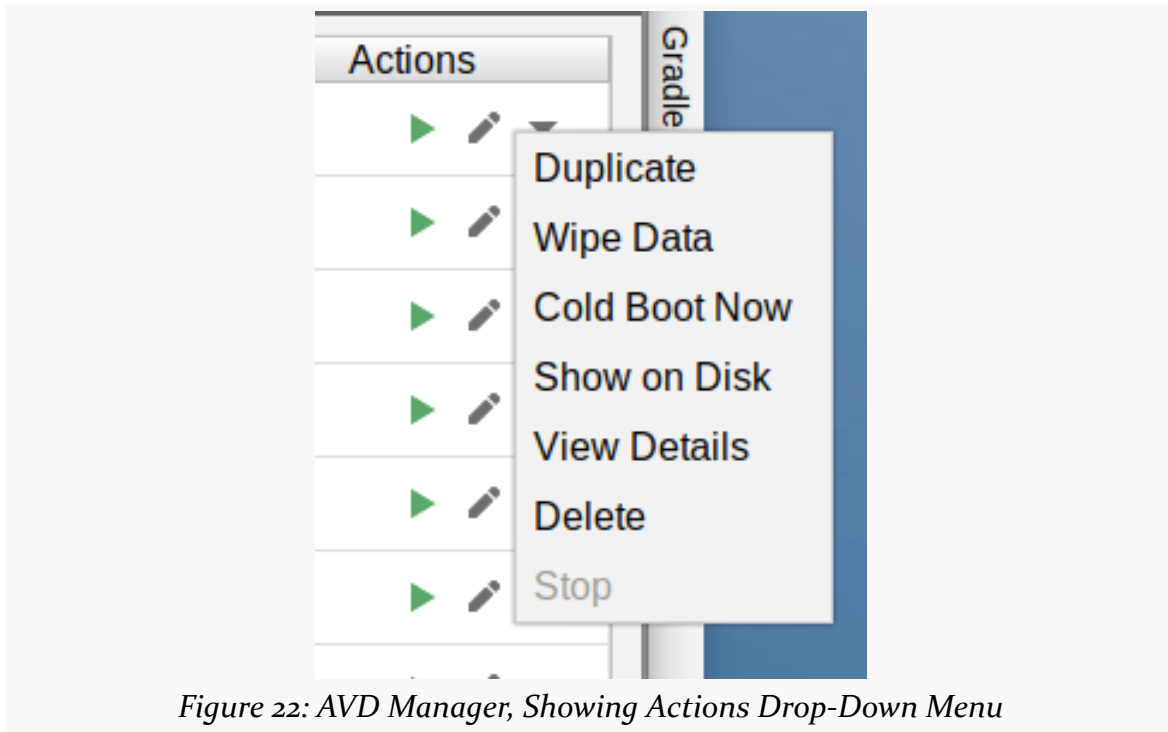 Actions
Gradle
Duplicate
Wipe Data
Cold Boot Now
Show on Disk
View Details
Delete
Stop
Figure 22: AVD Manager, Showing Actions Drop-Down Menu